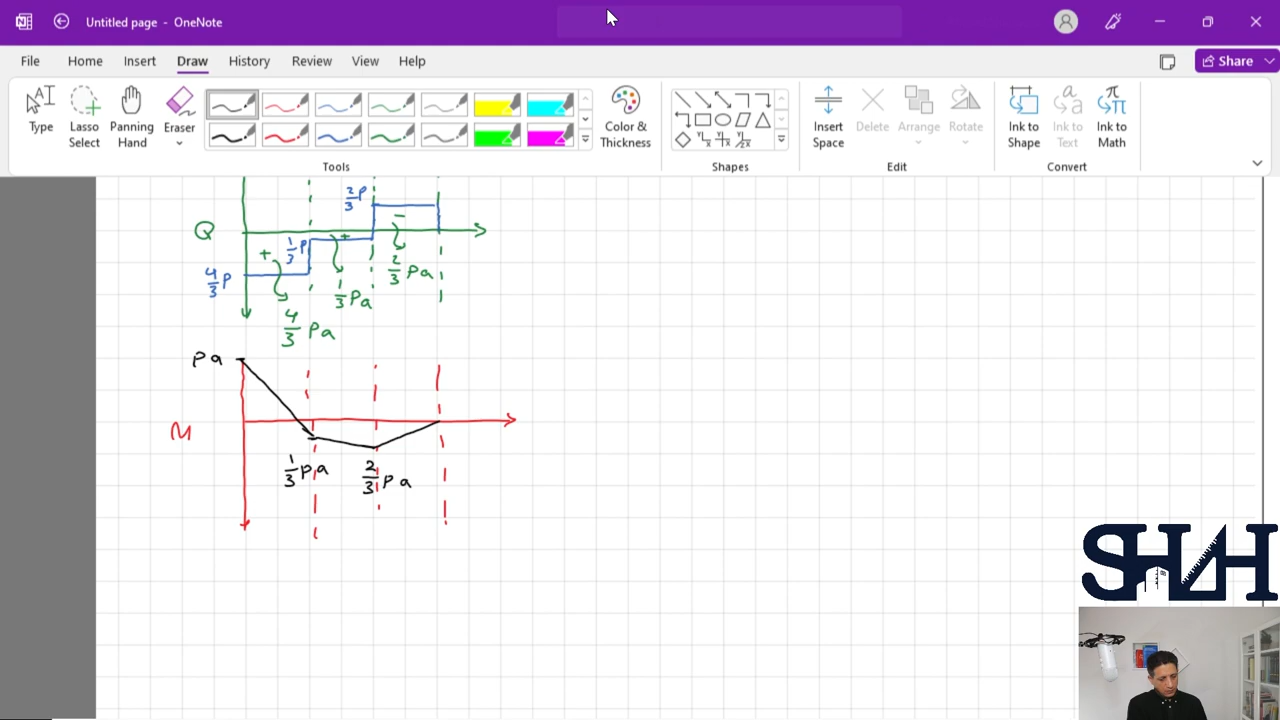 Untitled page - OneNote
File Home Insert Draw History Review View Help Share
Typing Lasso Select Panning Hand Eraser Color & Thickness Insert Space Delete Arrange Rotate Ink to Shape Ink to Text Ink to Math
Tools Shapes Edit Convert
2/3 P
Q + 1/3 P + −
4/3 P 2/3 Pa
1/3 Pa
4/3 Pa
Pa
M
1/3 Pa 2/3 Pa
SHAH